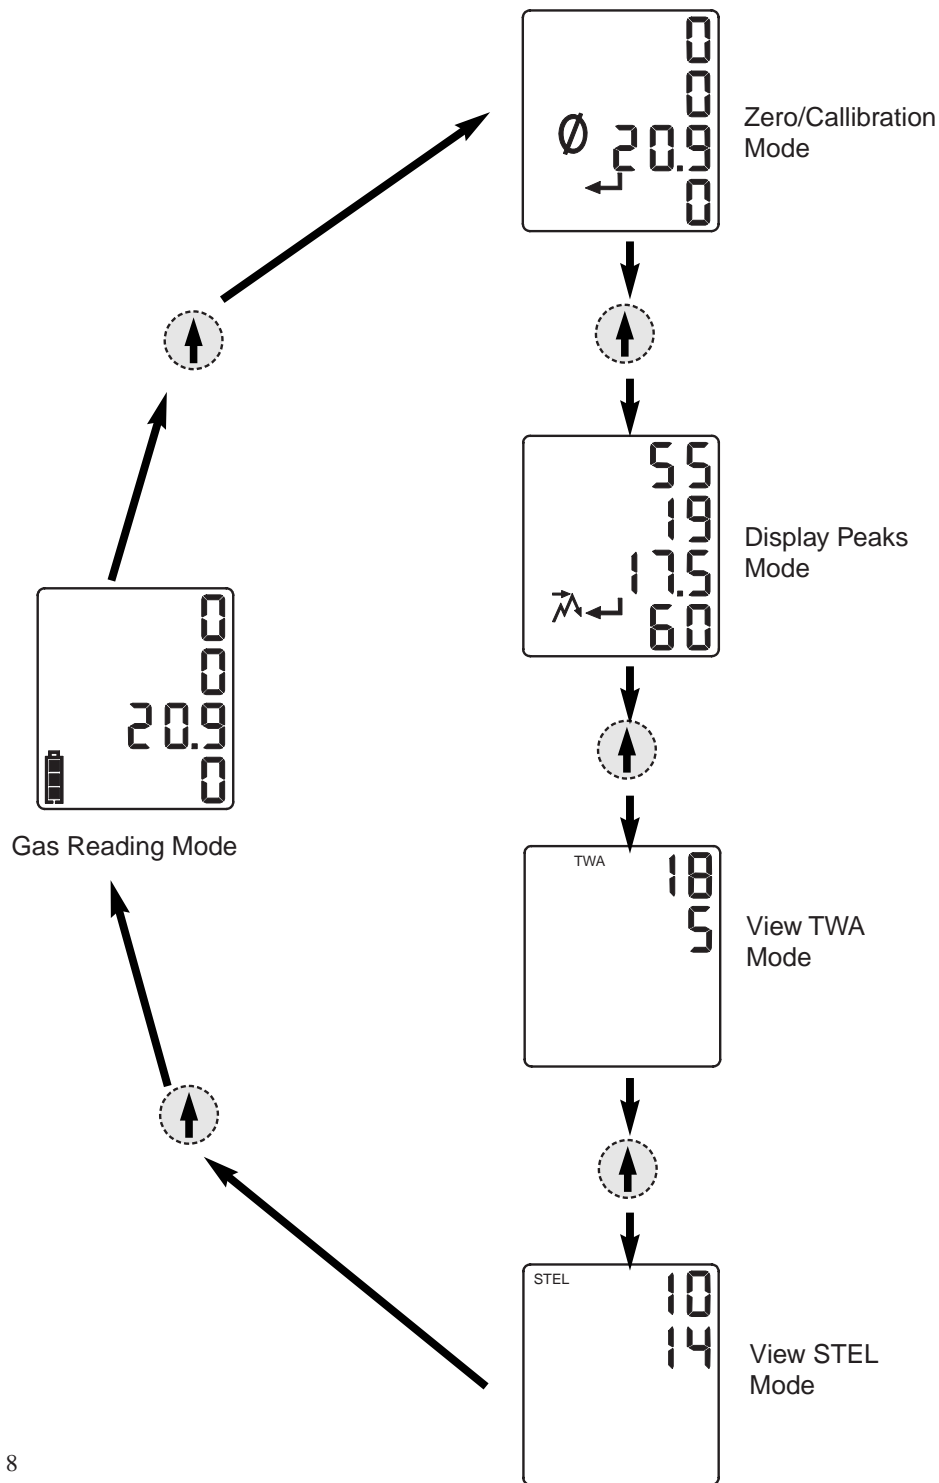 0
0
20.9
0
Zero/Callibration
Mode
55
19
17.5
60
Display Peaks
Mode
0
0
20.9
0
Gas Reading Mode
TWA 18
5
View TWA
Mode
STEL 10
14
View STEL
Mode
8